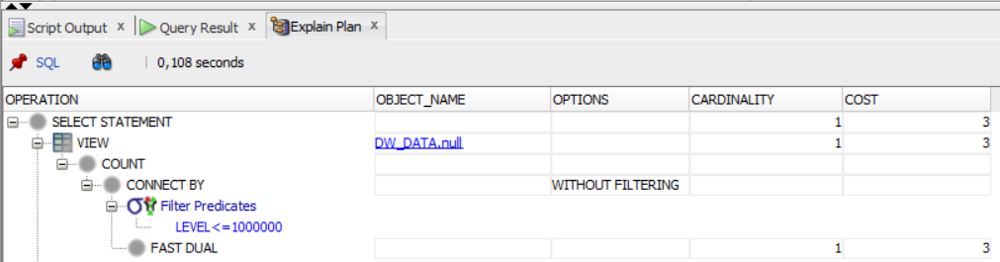 Script Output x Query Result x Explain Plan x
SQL 0,108 seconds
OPERATION OBJECT_NAME OPTIONS CARDINALITY COST
SELECT STATEMENT 1 3
VIEW DW_DATA.null 1 3
COUNT
CONNECT BY WITHOUT FILTERING
Filter Predicates
LEVEL<=1000000
FAST DUAL 1 3